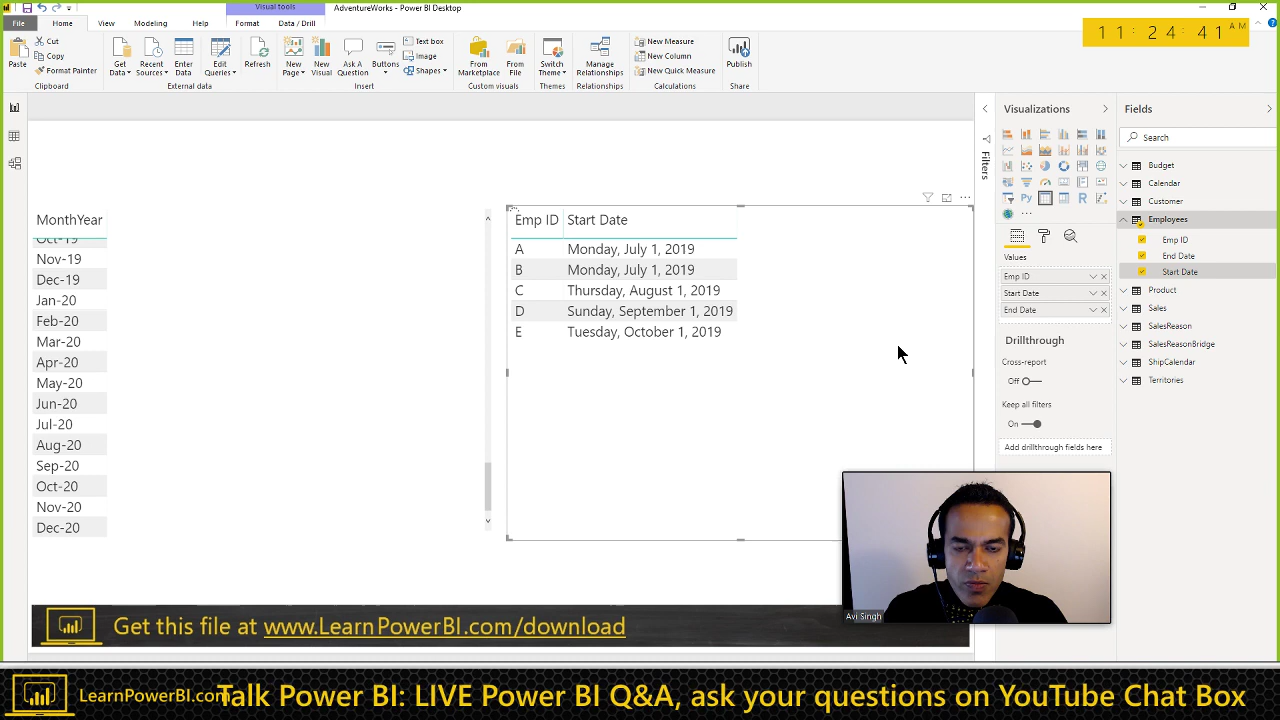 Visual tools
AdventureWorks - Power BI Desktop
File Home View Modeling Help Format Data / Drill
11 : 24 : 41 AM
Paste
Cut
Copy
Format Painter
Clipboard
Get Data
Recent Sources
Enter Data
Edit Queries
Refresh
External data
New Page
New Visual
Ask A Question
Buttons
Text box
Image
Shapes
Insert
From Marketplace
From File
Custom visuals
Switch Theme
Themes
Manage Relationships
Relationships
New Measure
New Column
New Quick Measure
Calculations
Publish
Share
MonthYear
Oct-19
Nov-19
Dec-19
Jan-20
Feb-20
Mar-20
Apr-20
May-20
Jun-20
Jul-20
Aug-20
Sep-20
Oct-20
Nov-20
Dec-20
Emp ID Start Date
A Monday, July 1, 2019
B Monday, July 1, 2019
C Thursday, August 1, 2019
D Sunday, September 1, 2019
E Tuesday, October 1, 2019
Filters
Visualizations
Py
R
Values
Emp ID
Start Date
End Date
Drillthrough
Cross-report
Off
Keep all filters
On
Add drillthrough fields here
Fields
Search
Budget
Calendar
Customer
Employees
Emp ID
End Date
Start Date
Product
Sales
SalesReason
SalesReasonBridge
ShipCalendar
Territories
Avi Singh
Get this file at www.LearnPowerBI.com/download
LearnPowerBI.com
Talk Power BI: LIVE Power BI Q&A, ask your questions on YouTube Chat Box